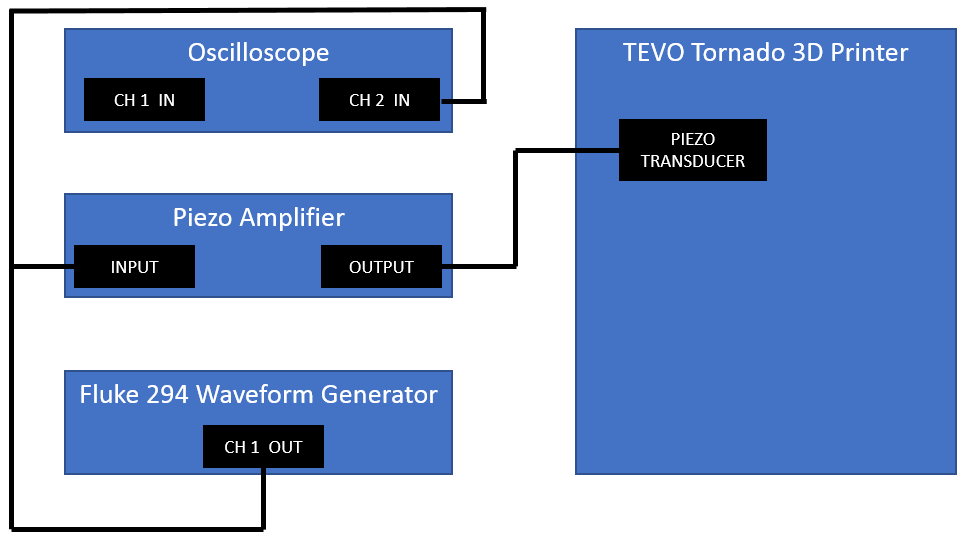 Oscilloscope
CH 1 IN
CH 2 IN
TEVO Tornado 3D Printer
PIEZO
TRANSDUCER
Piezo Amplifier
INPUT
OUTPUT
Fluke 294 Waveform Generator
CH 1 OUT